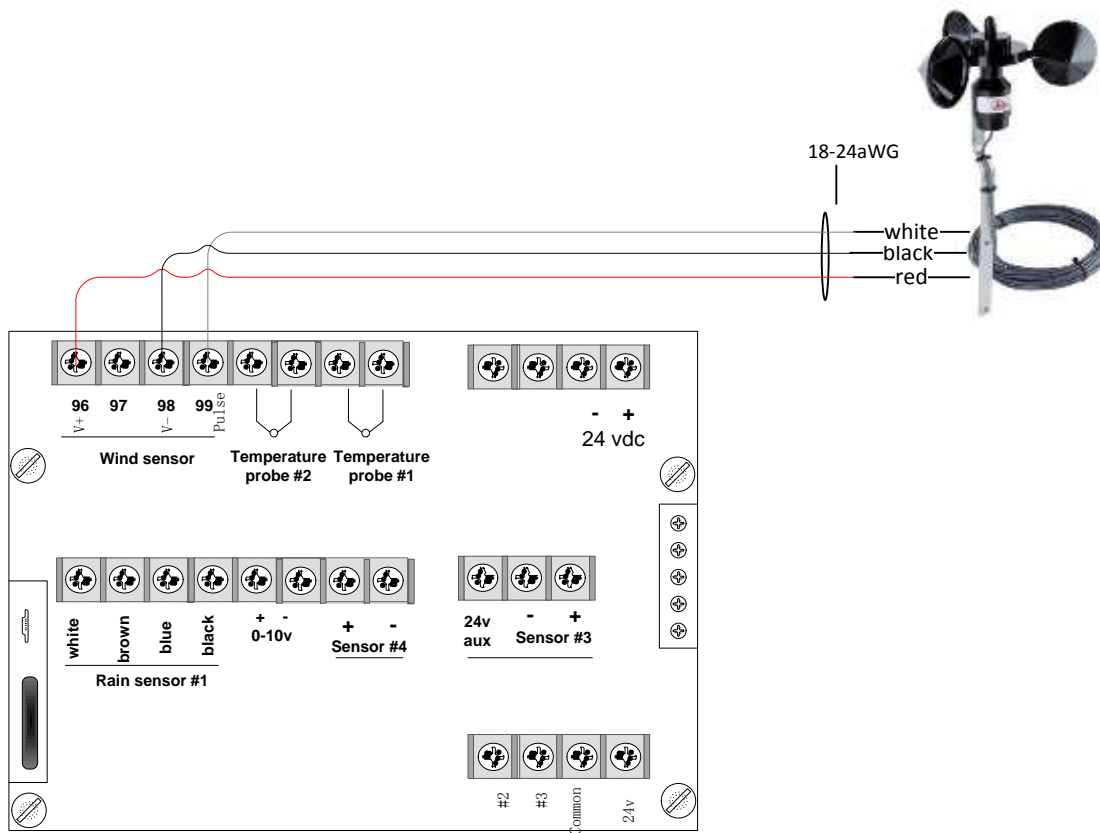 18-24aWG
white
black
red
96 97 98 99
V+ V- Pulse
Wind sensor
Temperature
probe #2
Temperature
probe #1
- +
24 vdc
white brown blue black
Rain sensor #1
+ -
0-10v
+ -
Sensor #4
24v
aux
- +
Sensor #3
#2 #3 Common 24v